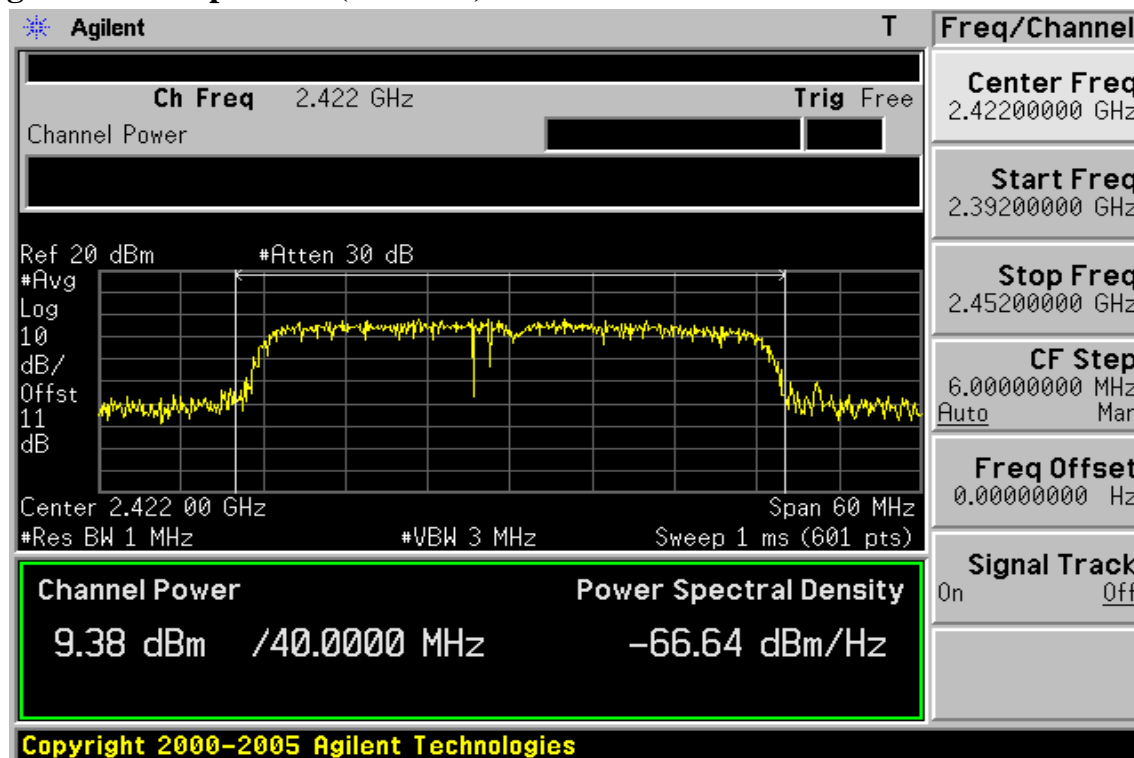 Agilent T
Ch Freq 2.422 GHz Trig Free
Channel Power
Ref 20 dBm #Atten 30 dB
#Avg
Log
10
dB/
Offst
11
dB
Center 2.422 00 GHz Span 60 MHz
#Res BW 1 MHz #VBW 3 MHz Sweep 1 ms (601 pts)
Channel Power Power Spectral Density
9.38 dBm /40.0000 MHz -66.64 dBm/Hz
Copyright 2000-2005 Agilent Technologies
Freq/Channel
Center Freq
2.42200000 GHz
Start Freq
2.39200000 GHz
Stop Freq
2.45200000 GHz
CF Step
6.00000000 MHz
Auto Man
Freq Offset
0.00000000 Hz
Signal Track
On Off